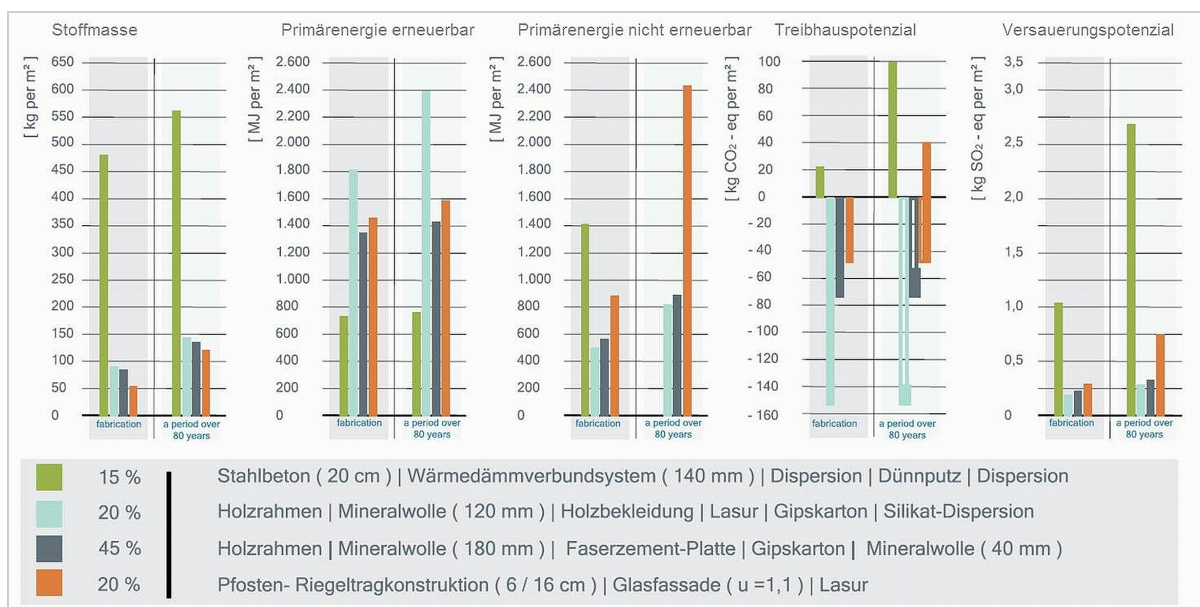 Stoffmasse
Primärenergie erneuerbar
Primärenergie nicht erneuerbar
Treibhauspotenzial
Versauerungspotenzial
[ kg per m² ]
650
600
550
500
450
400
350
300
250
200
150
100
50
0
fabrication
a period over
80 years
[ MJ per m² ]
2.600
2.400
2.200
2.000
1.800
1.600
1.400
1.200
1.000
800
600
400
200
0
fabrication
a period over
80 years
[ MJ per m² ]
2.600
2.400
2.200
2.000
1.800
1.600
1.400
1.200
1.000
800
600
400
200
0
fabrication
a period over
80 years
[ kg CO₂ - eq per m² ]
100
80
60
40
20
0
- 20
- 40
- 60
- 80
- 100
- 120
- 140
- 160
fabrication
a period over
80 years
[ kg SO₂ - eq per m² ]
3,5
3,0
2,5
2,0
1,5
1,0
0,5
0
fabrication
a period over
80 years
15 % Stahlbeton ( 20 cm ) | Wärmedämmverbundsystem ( 140 mm ) | Dispersion | Dünnputz | Dispersion
20 % Holzrahmen | Mineralwolle ( 120 mm ) | Holzbekleidung | Lasur | Gipskarton | Silikat-Dispersion
45 % Holzrahmen | Mineralwolle ( 180 mm ) | Faserzement-Platte | Gipskarton | Mineralwolle ( 40 mm )
20 % Pfosten- Riegeltragkonstruktion ( 6 / 16 cm ) | Glasfassade ( u =1,1 ) | Lasur